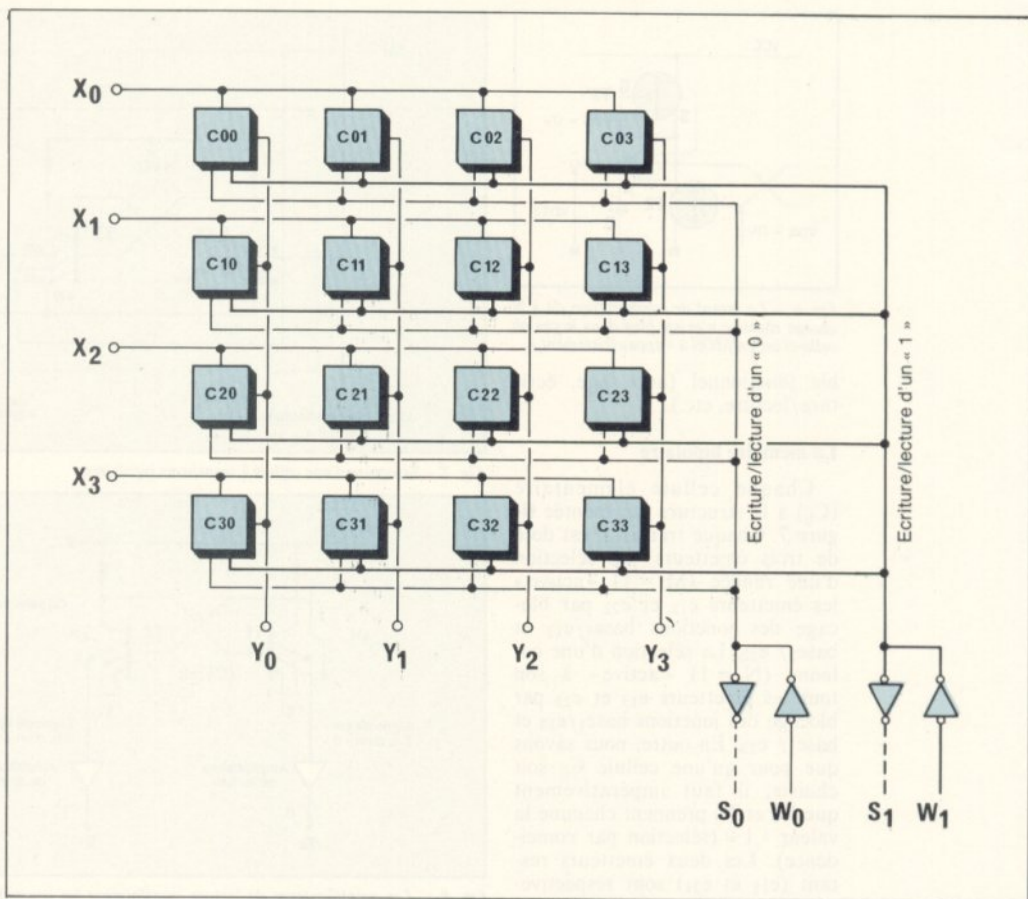 X₀
C00 C01 C02 C03
X₁
C10 C11 C12 C13
X₂
C20 C21 C22 C23
X₃
C30 C31 C32 C33
Y₀ Y₁ Y₂ Y₃
Ecriture/lecture d'un « 0 »
Ecriture/lecture d'un « 1 »
S₀ W₀ S₁ W₁